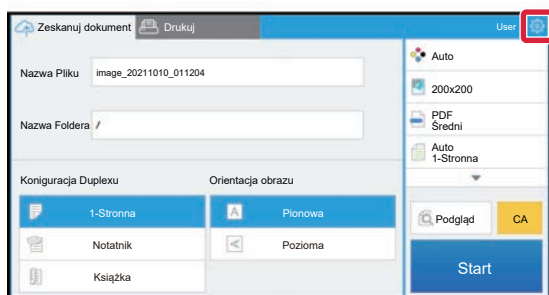 Zeskanuj dokument
Drukuj
User
Nazwa Pliku
image_20211010_011204
Nazwa Foldera
/
Koniguracja Duplexu
Orientacja obrazu
1-Stronna
A
Pionowa
Notatnik
A
Pozioma
Książka
Auto
200x200
PDF
Średni
Auto
1-Stronna
Podgląd
CA
Start